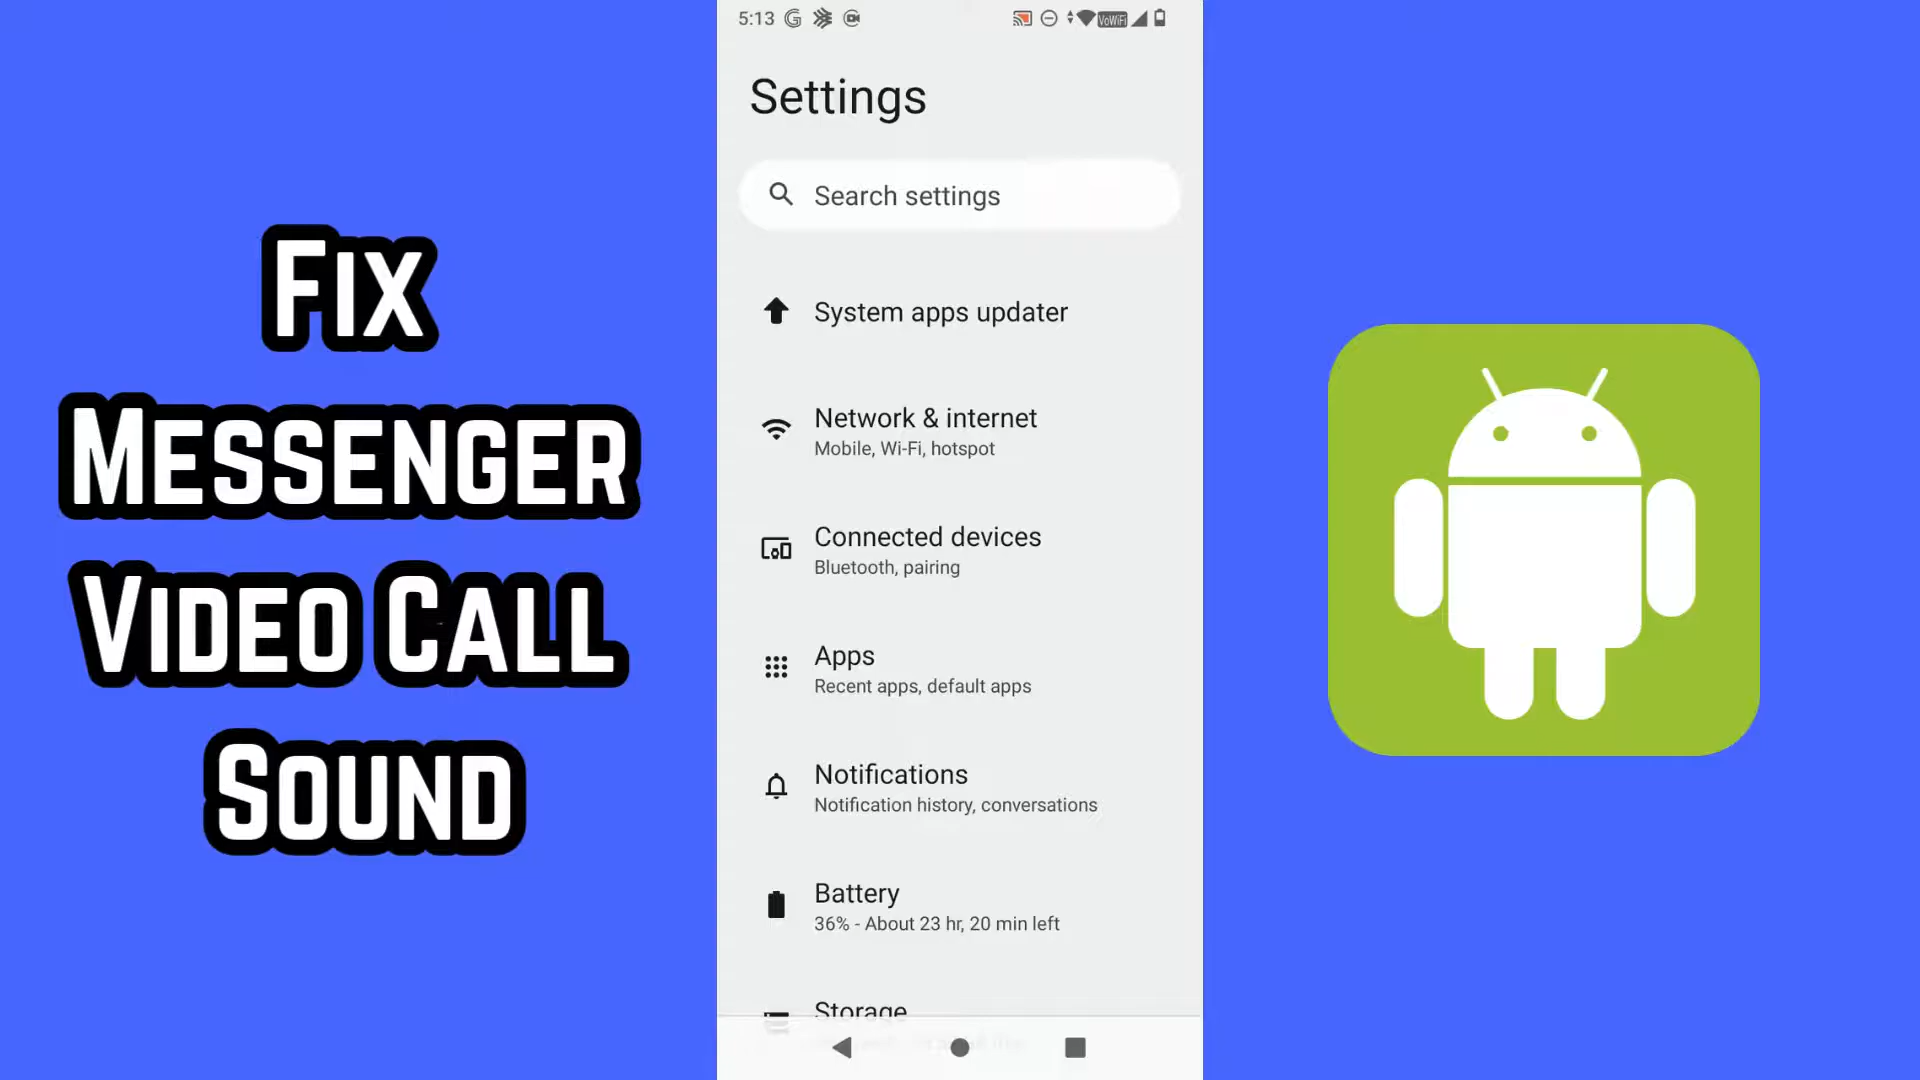 FIX
MESSENGER
VIDEO CALL
SOUND
5:13
VoWiFi
Settings
Search settings
System apps updater
Network & internet
Mobile, Wi-Fi, hotspot
Connected devices
Bluetooth, pairing
Apps
Recent apps, default apps
Notifications
Notification history, conversations
Battery
36% - About 23 hr, 20 min left
Storage